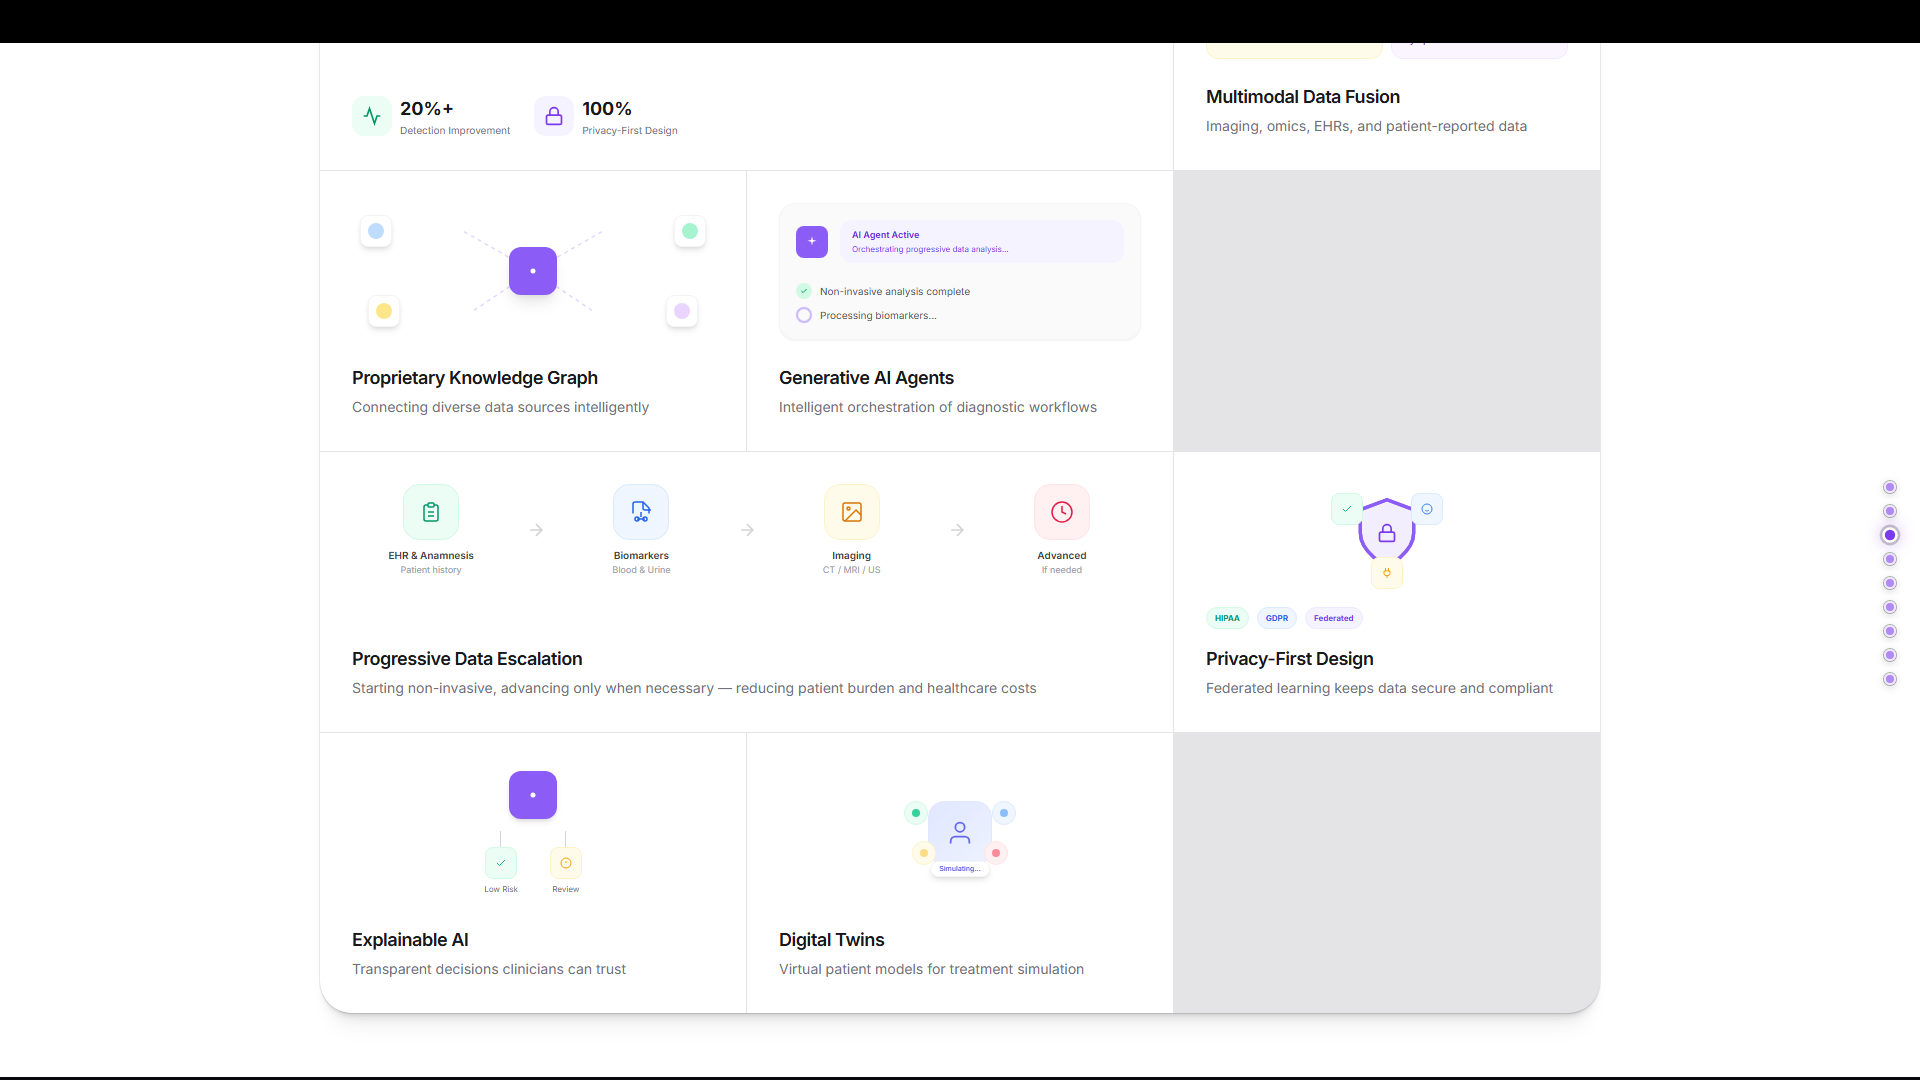 20%+
Detection Improvement
100%
Privacy-First Design
Multimodal Data Fusion
Imaging, omics, EHRs, and patient-reported data
AI Agent Active
Orchestrating progressive data analysis...
Non-invasive analysis complete
Processing biomarkers...
Proprietary Knowledge Graph
Connecting diverse data sources intelligently
Generative AI Agents
Intelligent orchestration of diagnostic workflows
EHR & Anamnesis
Patient history
Biomarkers
Blood & Urine
Imaging
CT / MRI / US
Advanced
If needed
Progressive Data Escalation
Starting non-invasive, advancing only when necessary — reducing patient burden and healthcare costs
HIPAA
GDPR
Federated
Privacy-First Design
Federated learning keeps data secure and compliant
Low Risk
Review
Explainable AI
Transparent decisions clinicians can trust
Simulating...
Digital Twins
Virtual patient models for treatment simulation